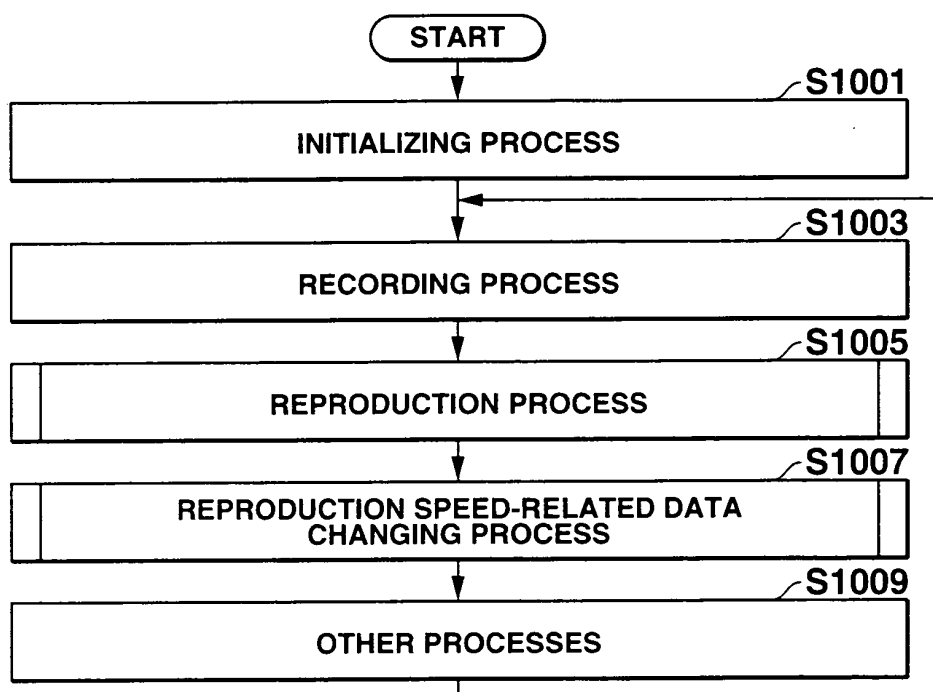 START
S1001
INITIALIZING PROCESS
S1003
RECORDING PROCESS
S1005
REPRODUCTION PROCESS
S1007
REPRODUCTION SPEED-RELATED DATA
CHANGING PROCESS
S1009
OTHER PROCESSES